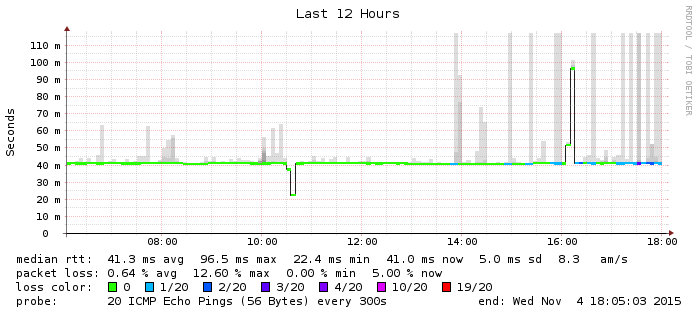 Last 12 Hours
RRDTOOL / TOBI OETIKER
Seconds
110 m
100 m
90 m
80 m
70 m
60 m
50 m
40 m
30 m
20 m
10 m
0
08:00 10:00 12:00 14:00 16:00 18:00
median rtt: 41.3 ms avg 96.5 ms max 22.4 ms min 41.0 ms now 5.0 ms sd 8.3 am/s
packet loss: 0.64 % avg 12.60 % max 0.00 % min 5.00 % now
loss color: 0 1/20 2/20 3/20 4/20 10/20 19/20
probe: 20 ICMP Echo Pings (56 Bytes) every 300s end: Wed Nov 4 18:05:03 2015